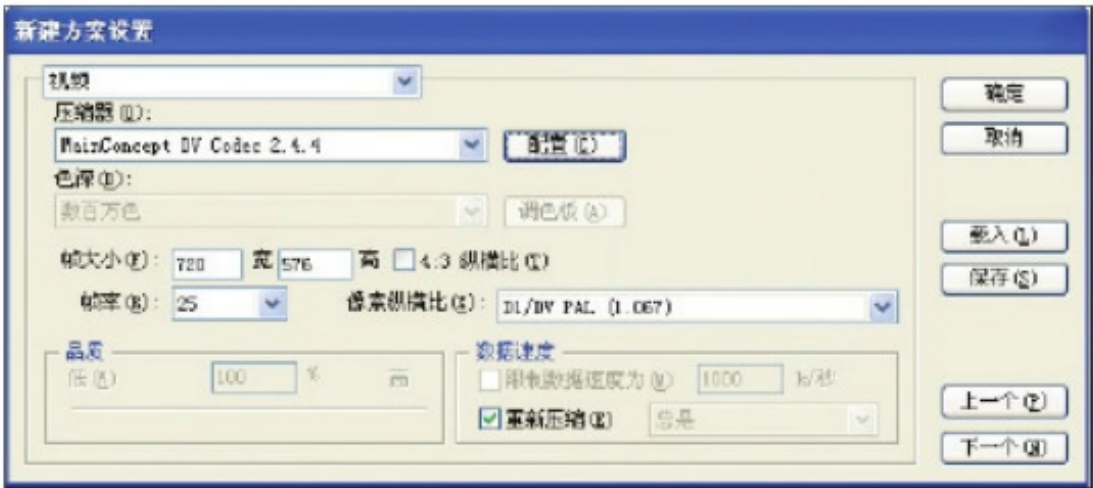 新建方案设置
视频
压缩器(O):
MainConcept DV Codec 2.4.4
配置(C)
色深(D):
数百万色
调色板(A)
帧大小(F): 720 宽 576 高 4:3 纵横比(T)
帧率(R): 25 像素纵横比(X): D1/DV PAL (1.067)
品质
低(A) 100 % 高
数据速度
限制数据速度为(M) 1000 k/秒
重新压缩(E) 总是
确定
取消
载入(L)
保存(S)
上一个(P)
下一个(N)